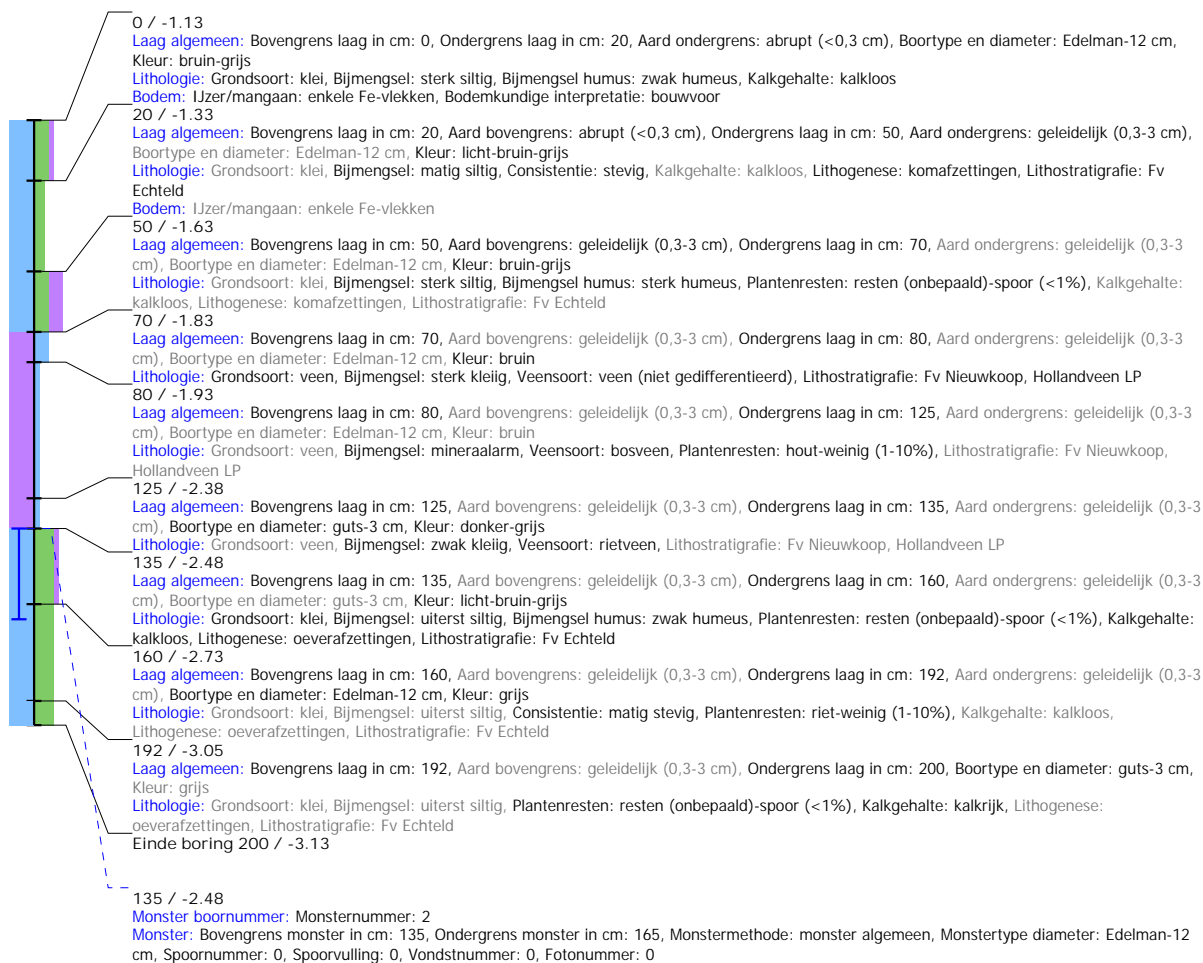 0 / -1.13
Laag algemeen: Bovengrens laag in cm: 0, Ondergrens laag in cm: 20, Aard ondergrens: abrupt (<0,3 cm), Boortype en diameter: Edelman-12 cm,
Kleur: bruin-grijs
Lithologie: Grondsoort: klei, Bijmengsel: sterk siltig, Bijmengsel humus: zwak humeus, Kalkgehalte: kalkloos
Bodem: IJzer/mangaan: enkele Fe-vlekken, Bodemkundige interpretatie: bouwvoor
20 / -1.33
Laag algemeen: Bovengrens laag in cm: 20, Aard bovengrens: abrupt (<0,3 cm), Ondergrens laag in cm: 50, Aard ondergrens: geleidelijk (0,3-3 cm),
Boortype en diameter: Edelman-12 cm, Kleur: licht-bruin-grijs
Lithologie: Grondsoort: klei, Bijmengsel: matig siltig, Consistentie: stevig, Kalkgehalte: kalkloos, Lithogenese: komafzettingen, Lithostratigrafie: Fv
Echteld
Bodem: IJzer/mangaan: enkele Fe-vlekken
50 / -1.63
Laag algemeen: Bovengrens laag in cm: 50, Aard bovengrens: geleidelijk (0,3-3 cm), Ondergrens laag in cm: 70, Aard ondergrens: geleidelijk (0,3-3
cm), Boortype en diameter: Edelman-12 cm, Kleur: bruin-grijs
Lithologie: Grondsoort: klei, Bijmengsel: sterk siltig, Bijmengsel humus: sterk humeus, Plantenresten: resten (onbepaald)-spoor (<1%), Kalkgehalte:
kalkloos, Lithogenese: komafzettingen, Lithostratigrafie: Fv Echteld
70 / -1.83
Laag algemeen: Bovengrens laag in cm: 70, Aard bovengrens: geleidelijk (0,3-3 cm), Ondergrens laag in cm: 80, Aard ondergrens: geleidelijk (0,3-3
cm), Boortype en diameter: Edelman-12 cm, Kleur: bruin
Lithologie: Grondsoort: veen, Bijmengsel: sterk kleiig, Veensoort: veen (niet gedifferentieerd), Lithostratigrafie: Fv Nieuwkoop, Hollandveen LP
80 / -1.93
Laag algemeen: Bovengrens laag in cm: 80, Aard bovengrens: geleidelijk (0,3-3 cm), Ondergrens laag in cm: 125, Aard ondergrens: geleidelijk (0,3-3
cm), Boortype en diameter: Edelman-12 cm, Kleur: bruin
Lithologie: Grondsoort: veen, Bijmengsel: mineraalarm, Veensoort: bosveen, Plantenresten: hout-weinig (1-10%), Lithostratigrafie: Fv Nieuwkoop,
Hollandveen LP
125 / -2.38
Laag algemeen: Bovengrens laag in cm: 125, Aard bovengrens: geleidelijk (0,3-3 cm), Ondergrens laag in cm: 135, Aard ondergrens: geleidelijk (0,3-3
cm), Boortype en diameter: guts-3 cm, Kleur: donker-grijs
Lithologie: Grondsoort: veen, Bijmengsel: zwak kleiig, Veensoort: rietveen, Lithostratigrafie: Fv Nieuwkoop, Hollandveen LP
135 / -2.48
Laag algemeen: Bovengrens laag in cm: 135, Aard bovengrens: geleidelijk (0,3-3 cm), Ondergrens laag in cm: 160, Aard ondergrens: geleidelijk (0,3-3
cm), Boortype en diameter: guts-3 cm, Kleur: licht-bruin-grijs
Lithologie: Grondsoort: klei, Bijmengsel: uiterst siltig, Bijmengsel humus: zwak humeus, Plantenresten: resten (onbepaald)-spoor (<1%), Kalkgehalte:
kalkloos, Lithogenese: oeverafzettingen, Lithostratigrafie: Fv Echteld
160 / -2.73
Laag algemeen: Bovengrens laag in cm: 160, Aard bovengrens: geleidelijk (0,3-3 cm), Ondergrens laag in cm: 192, Aard ondergrens: geleidelijk (0,3-3
cm), Boortype en diameter: Edelman-12 cm, Kleur: grijs
Lithologie: Grondsoort: klei, Bijmengsel: uiterst siltig, Consistentie: matig stevig, Plantenresten: riet-weinig (1-10%), Kalkgehalte: kalkloos,
Lithogenese: oeverafzettingen, Lithostratigrafie: Fv Echteld
192 / -3.05
Laag algemeen: Bovengrens laag in cm: 192, Aard bovengrens: geleidelijk (0,3-3 cm), Ondergrens laag in cm: 200, Boortype en diameter: guts-3 cm,
Kleur: grijs
Lithologie: Grondsoort: klei, Bijmengsel: uiterst siltig, Plantenresten: resten (onbepaald)-spoor (<1%), Kalkgehalte: kalkrijk, Lithogenese:
oeverafzettingen, Lithostratigrafie: Fv Echteld
Einde boring 200 / -3.13
135 / -2.48
Monster boornummer: Monsternummer: 2
Monster: Bovengrens monster in cm: 135, Ondergrens monster in cm: 165, Monstermethode: monster algemeen, Monstertype diameter: Edelman-12
cm, Spoornummer: 0, Spoorvulling: 0, Vondstnummer: 0, Fotonummer: 0